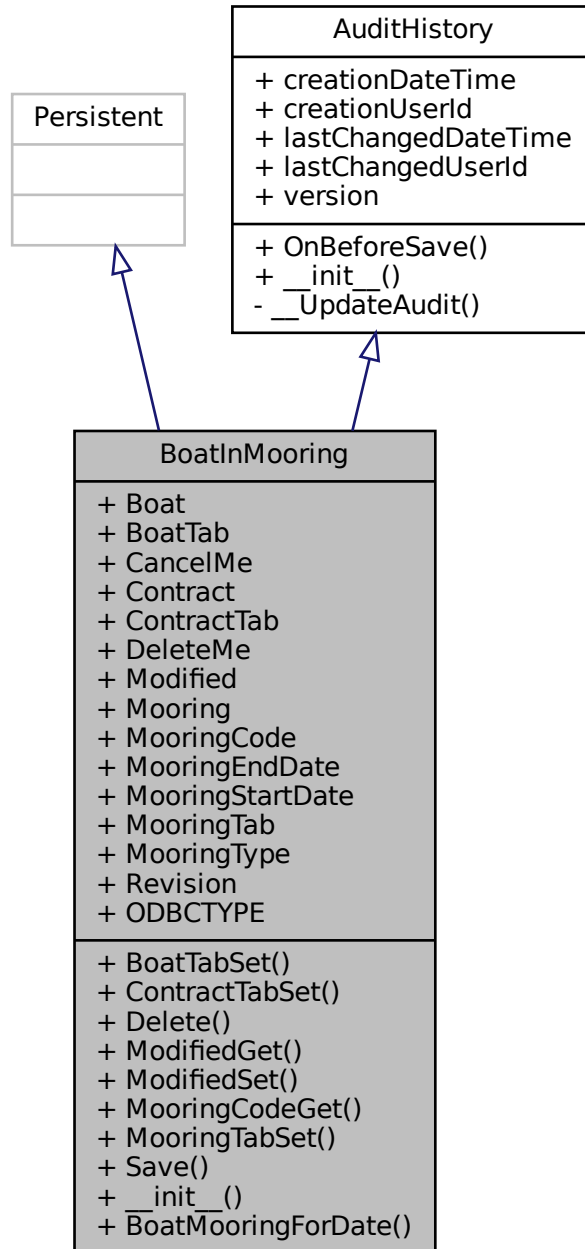 AuditHistory
+ creationDateTime
+ creationUserId
+ lastChangedDateTime
+ lastChangedUserId
+ version
+ OnBeforeSave()
+ __init__()
- __UpdateAudit()
Persistent
BoatInMooring
+ Boat
+ BoatTab
+ CancelMe
+ Contract
+ ContractTab
+ DeleteMe
+ Modified
+ Mooring
+ MooringCode
+ MooringEndDate
+ MooringStartDate
+ MooringTab
+ MooringType
+ Revision
+ ODBCTYPE
+ BoatTabSet()
+ ContractTabSet()
+ Delete()
+ ModifiedGet()
+ ModifiedSet()
+ MooringCodeGet()
+ MooringTabSet()
+ Save()
+ __init__()
+ BoatMooringForDate()